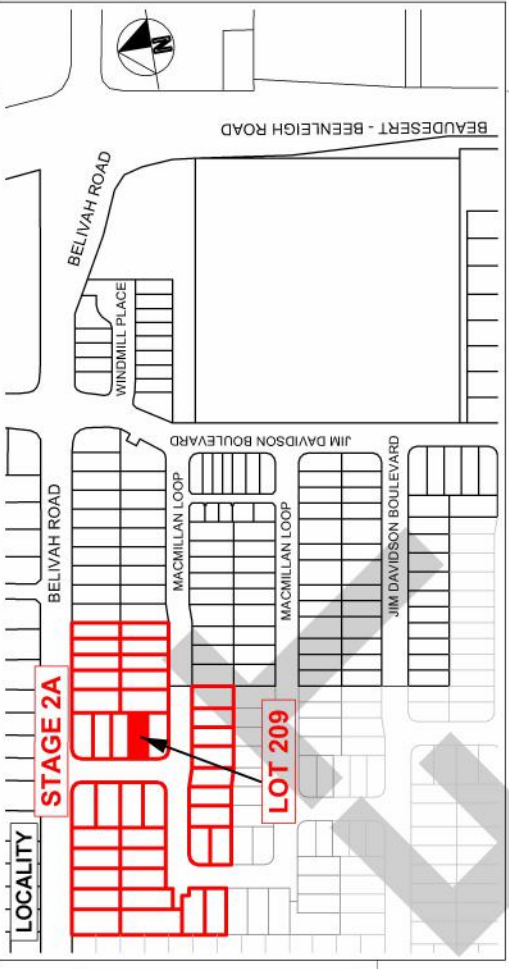 LOCALITY
STAGE 2A
LOT 209
BELIVAH ROAD
BELIVAH ROAD
WINDMILL PLACE
MACMILLAN LOOP
MACMILLAN LOOP
JIM DAVIDSON BOULEVARD
JIM DAVIDSON BOULEVARD
BEAUDESERT - BEENLEIGH ROAD
N